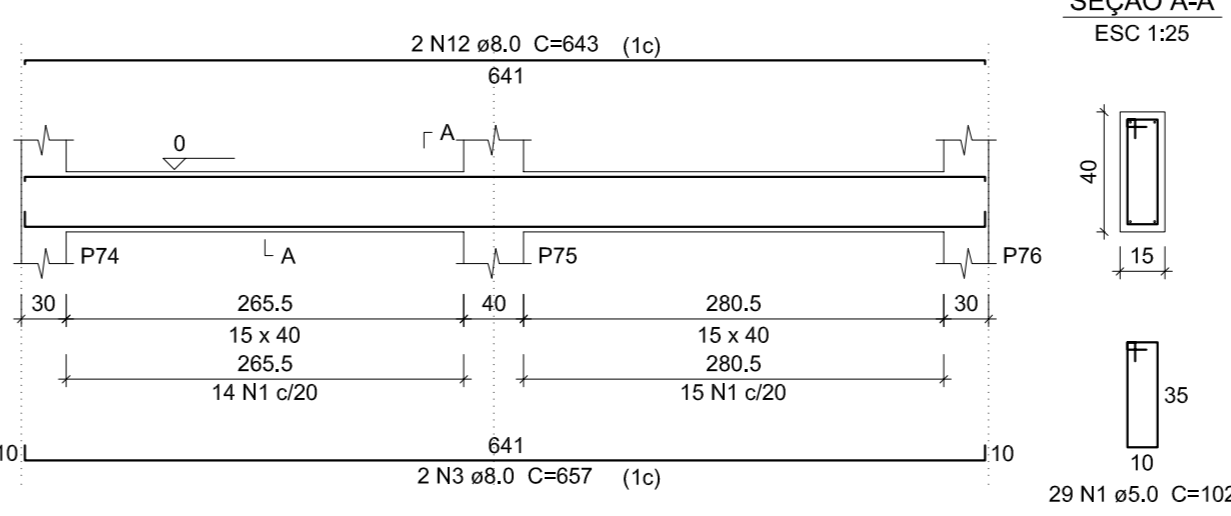 SEÇÃO A-A
ESC 1:25
2 N12 ø8.0 C=643 (1c)
641
A
0
40
A
P74
P75
P76
15
30 265.5 40 280.5 30
15 x 40 15 x 40
265.5 280.5
14 N1 c/20 15 N1 c/20
35
10 641 10
2 N3 ø8.0 C=657 (1c)
10
29 N1 ø5.0 C=102